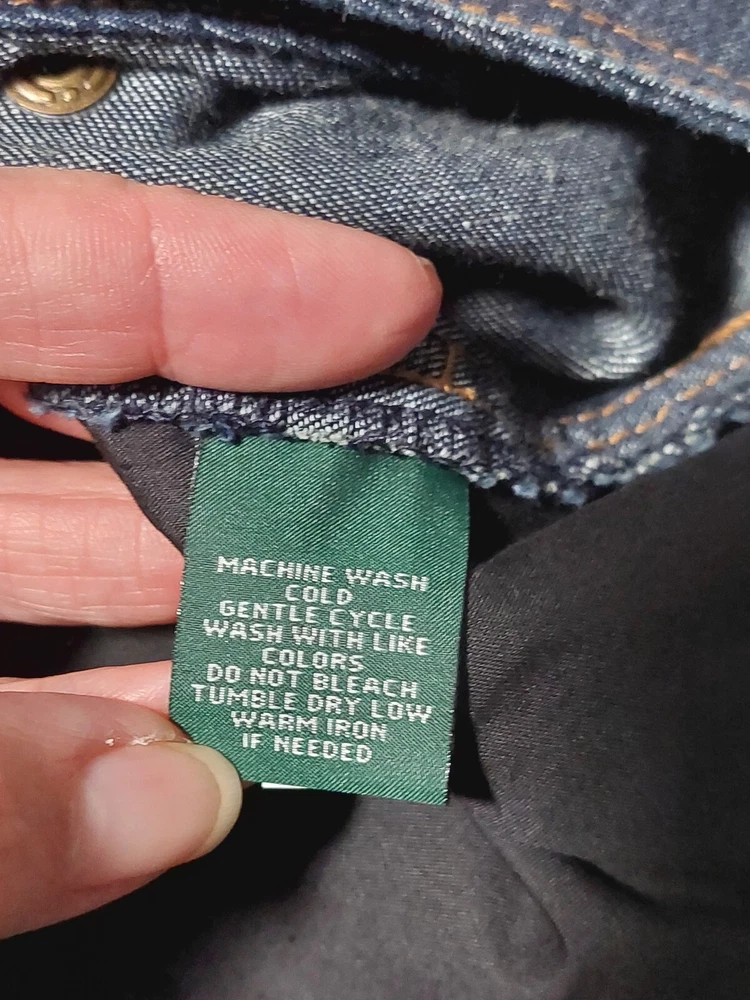 MACHINE WASH
COLD
GENTLE CYCLE
WASH WITH LIKE
COLORS
DO NOT BLEACH
TUMBLE DRY LOW
WARM IRON
IF NEEDED